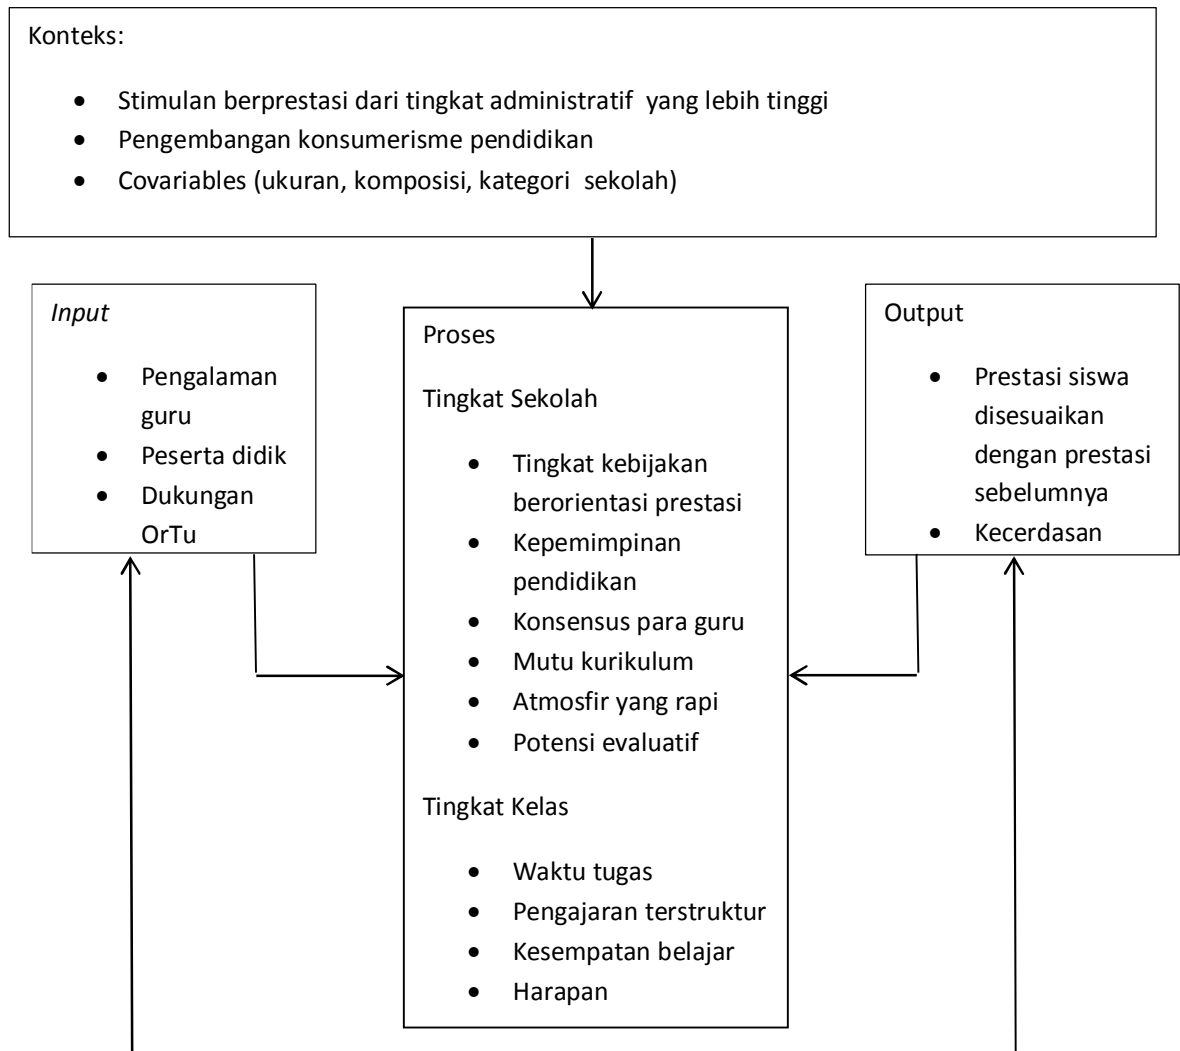 Konteks:
• Stimulan berprestasi dari tingkat administratif yang lebih tinggi
• Pengembangan konsumerisme pendidikan
• Covariables (ukuran, komposisi, kategori sekolah)
Input
• Pengalaman
guru
• Peserta didik
• Dukungan
OrTu
Proses
Tingkat Sekolah
• Tingkat kebijakan
berorientasi prestasi
• Kepemimpinan
pendidikan
• Konsensus para guru
• Mutu kurikulum
• Atmosfir yang rapi
• Potensi evaluatif
Tingkat Kelas
• Waktu tugas
• Pengajaran terstruktur
• Kesempatan belajar
• Harapan
Output
• Prestasi siswa
disesuaikan
dengan prestasi
sebelumnya
• Kecerdasan